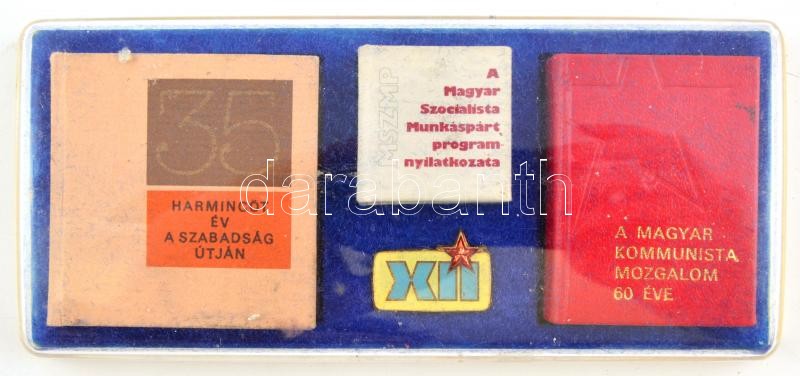 35
HARMINCÖT
ÉV
A SZABADSÁG
ÚTJÁN
MSZMP
A
Magyar
Szocialista
Munkáspárt
program
nyilatkozata
XII
A MAGYAR
KOMMUNISTA
MOZGALOM
60 ÉVE
darabanth